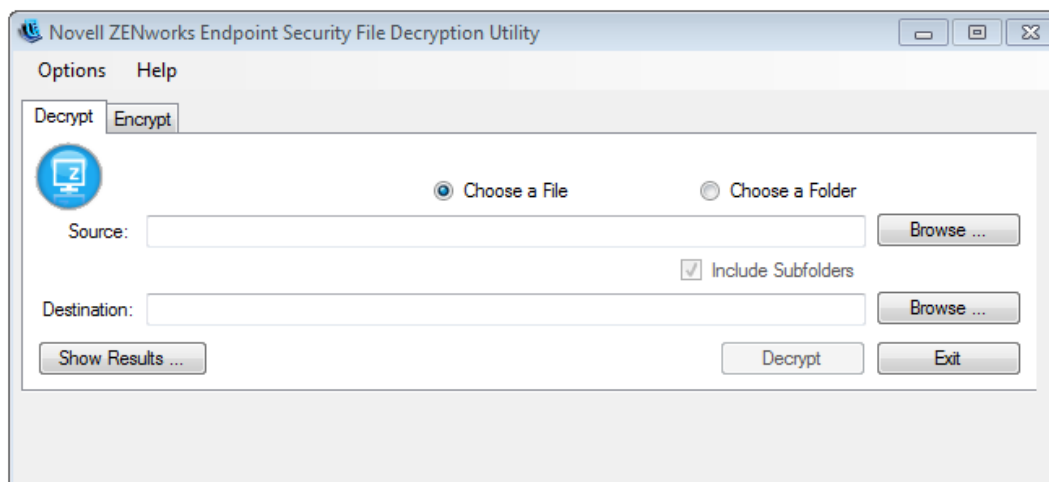 Novell ZENworks Endpoint Security File Decryption Utility
Options Help
Decrypt Encrypt
Z
Choose a File Choose a Folder
Source: Browse ...
Include Subfolders
Destination: Browse ...
Show Results ... Decrypt Exit